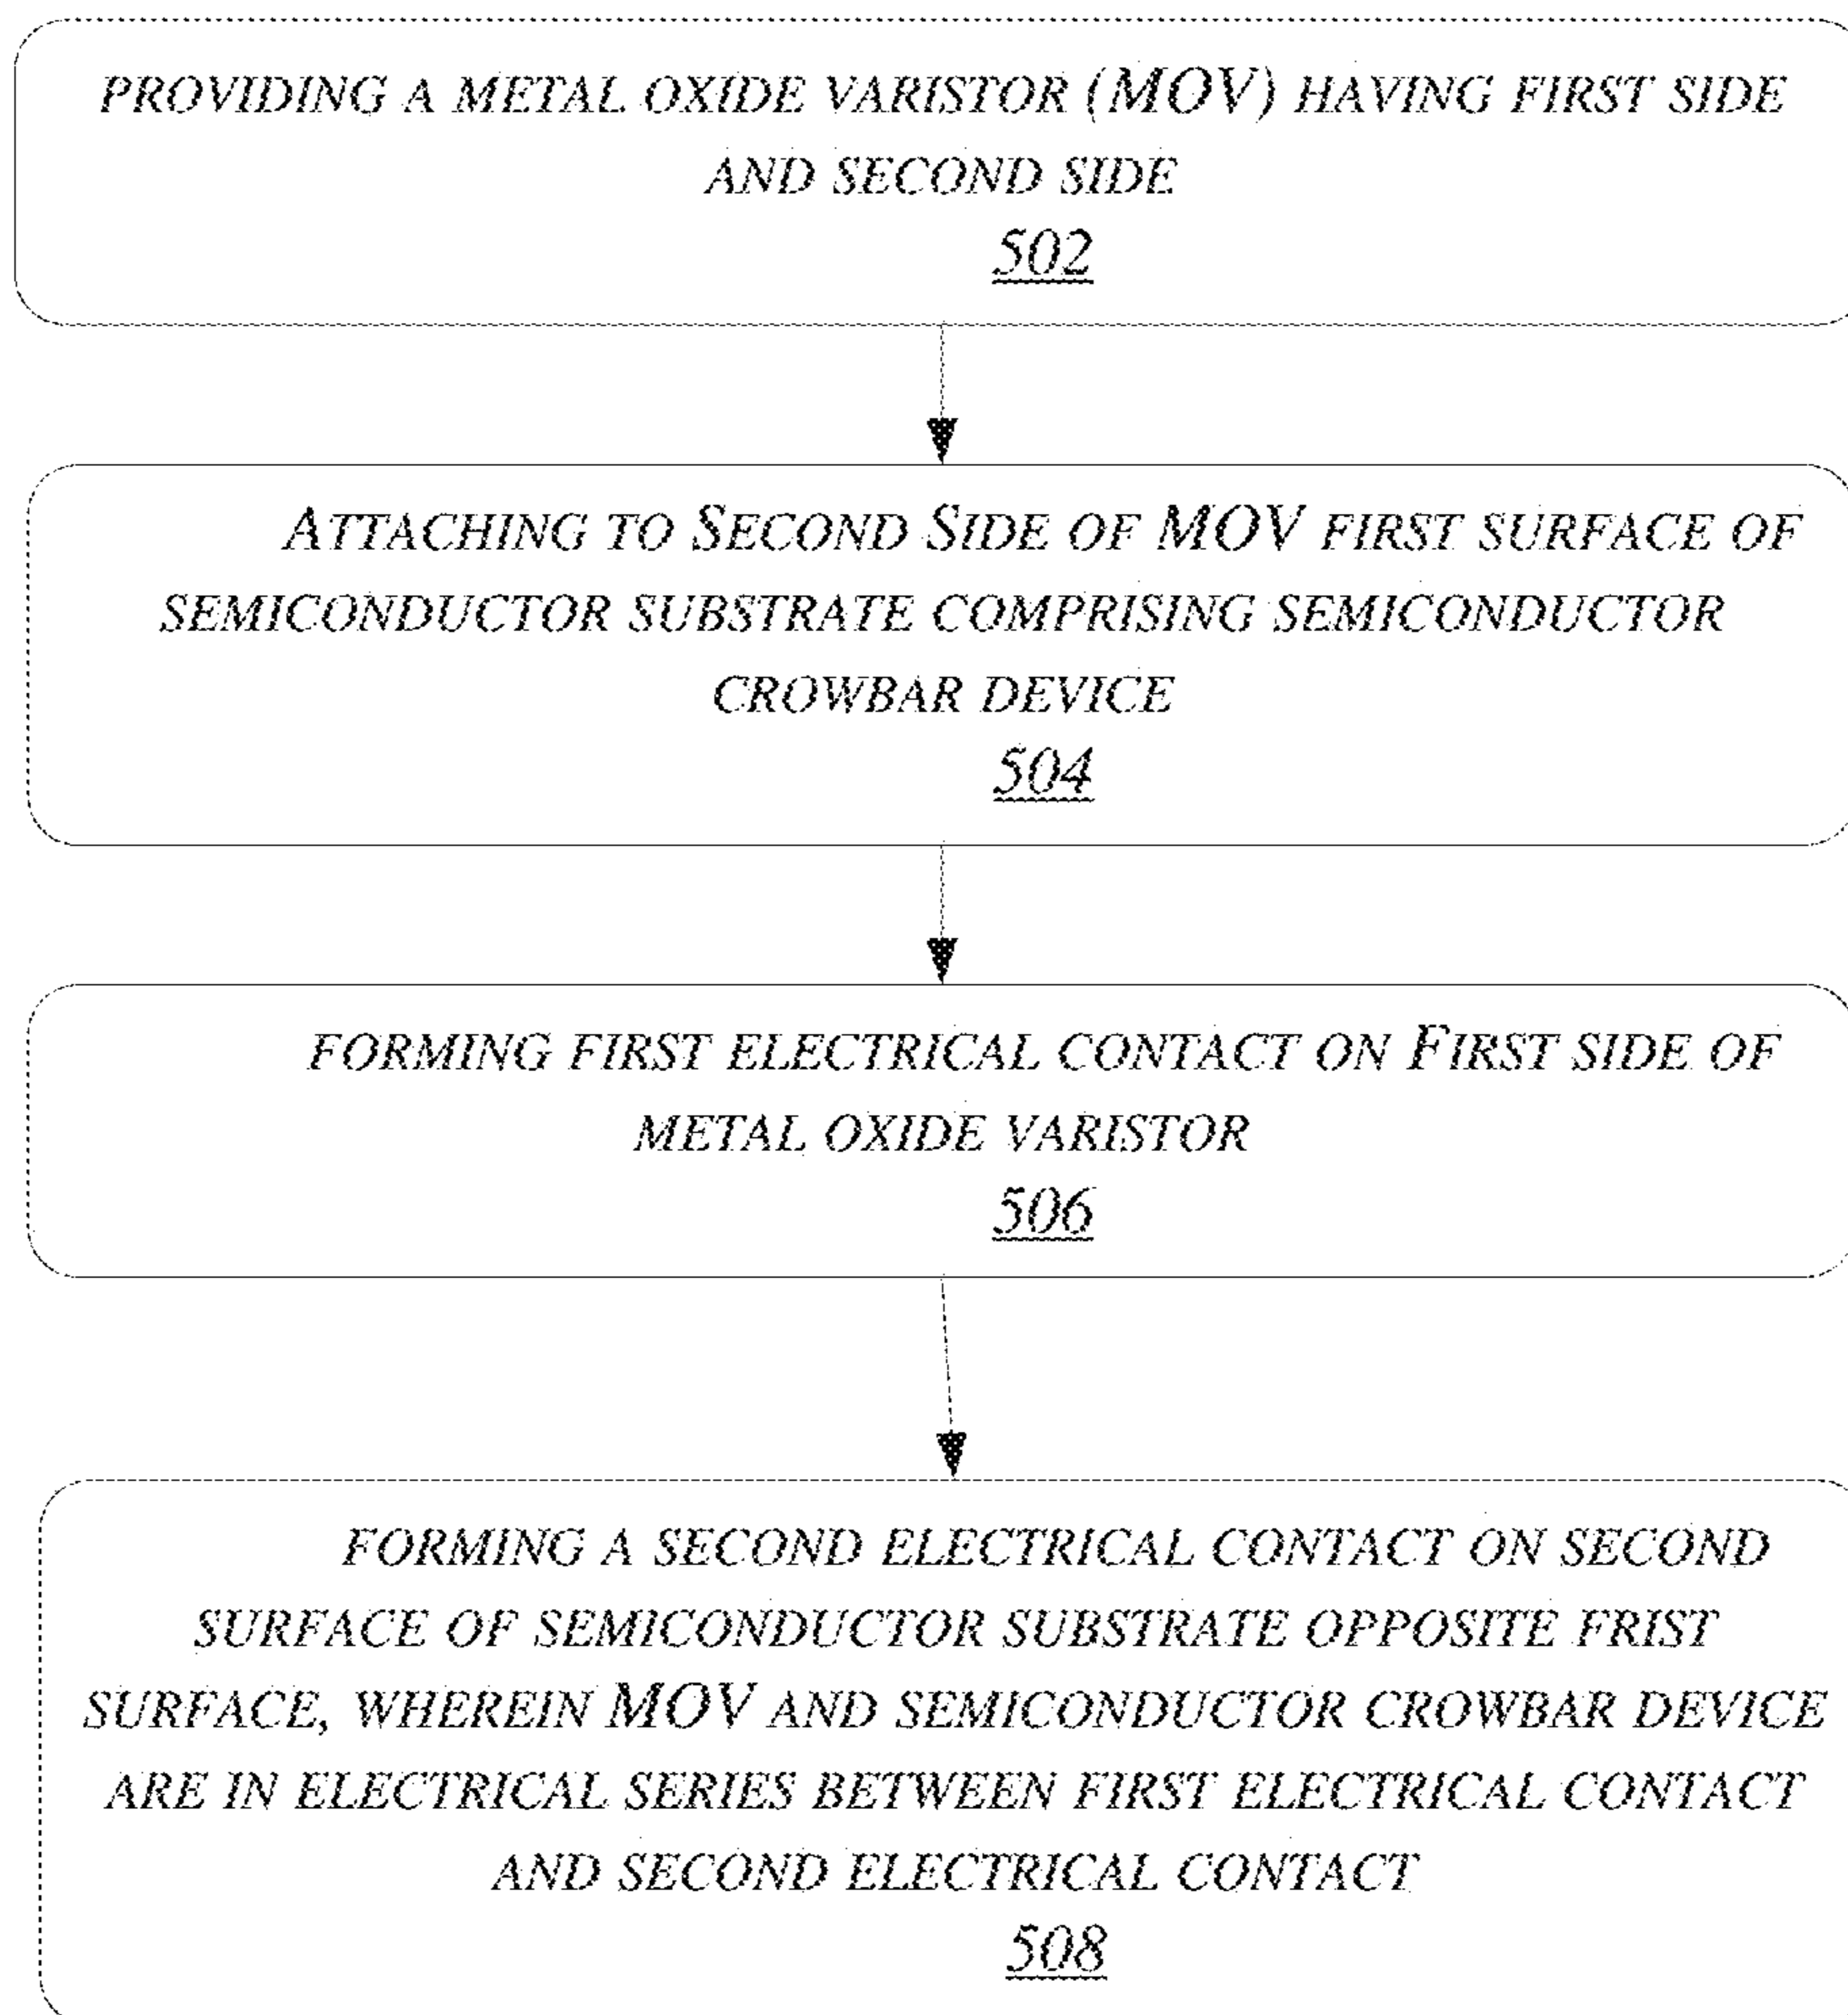 PROVIDING A METAL OXIDE VARISTOR (MOV) HAVING FIRST SIDE
AND SECOND SIDE
502
ATTACHING TO SECOND SIDE OF MOV FIRST SURFACE OF
SEMICONDUCTOR SUBSTRATE COMPRISING SEMICONDUCTOR
CROWBAR DEVICE
504
FORMING FIRST ELECTRICAL CONTACT ON FIRST SIDE OF
METAL OXIDE VARISTOR
506
FORMING A SECOND ELECTRICAL CONTACT ON SECOND
SURFACE OF SEMICONDUCTOR SUBSTRATE OPPOSITE FRIST
SURFACE, WHEREIN MOV AND SEMICONDUCTOR CROWBAR DEVICE
ARE IN ELECTRICAL SERIES BETWEEN FIRST ELECTRICAL CONTACT
AND SECOND ELECTRICAL CONTACT
508